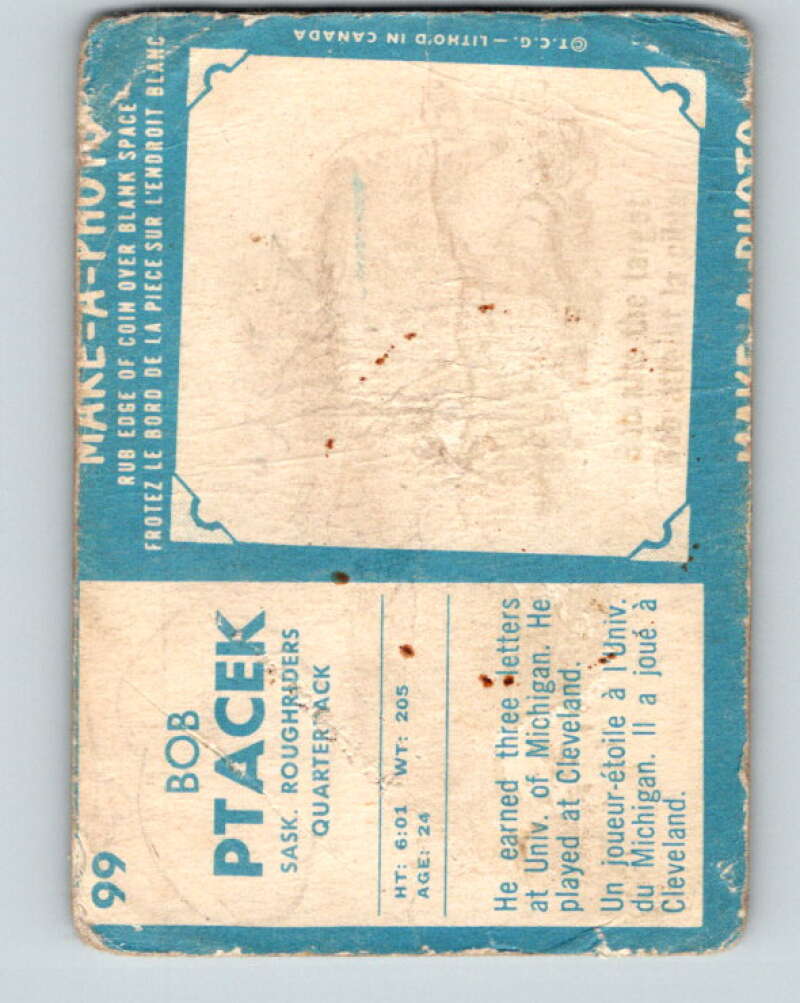 99
BOB
PTACEK
SASK. ROUGHRIDERS
QUARTERBACK
HT: 6:01 WT: 205
AGE: 24
He earned three letters
at Univ. of Michigan. He
played at Cleveland.
Un joueur-étoile à l'Univ.
du Michigan. Il a joué à
Cleveland.
MAKE-A-PHOTO
RUB EDGE OF COIN OVER BLANK SPACE
FROTEZ LE BORD DE LA PIECE SUR L'ENDROIT BLANC
MAKE-A-PHOTO
©T.C.G. — LITHO'D IN CANADA